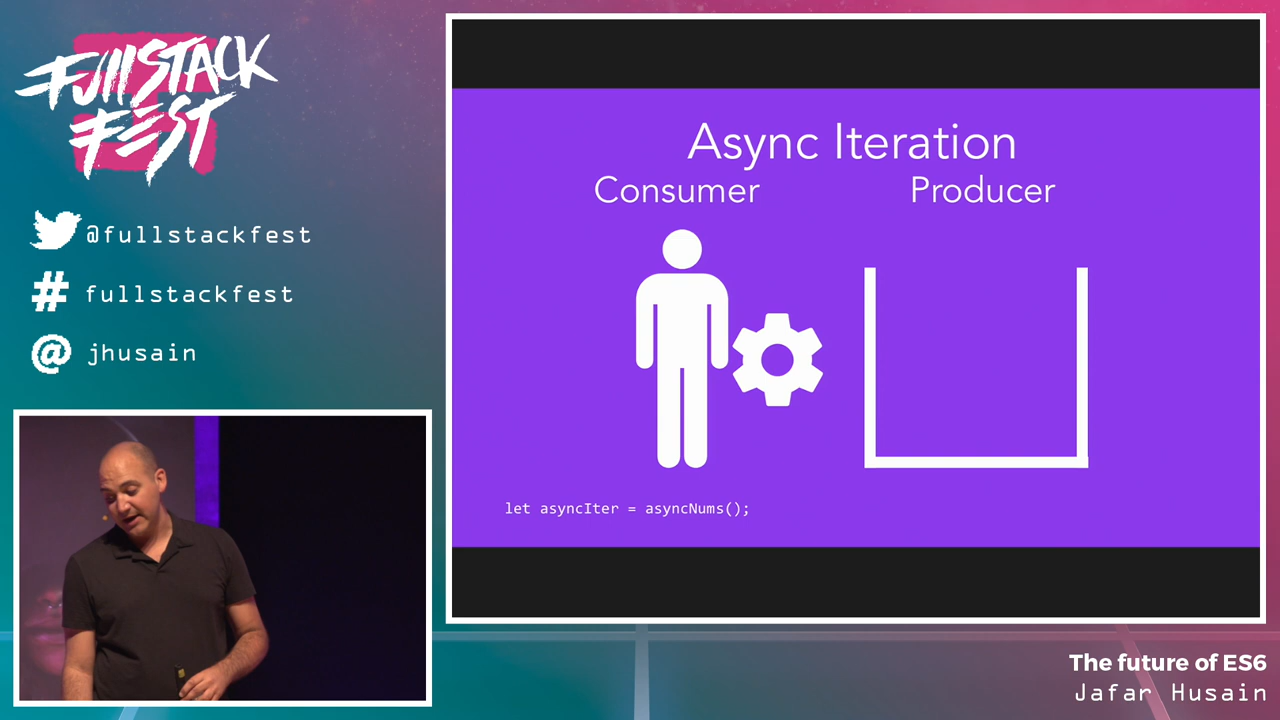 FullSTACK
FEST
@fullstackfest
# fullstackfest
@ jhusain
Async Iteration
Consumer
Producer
let asyncIter = asyncNums();
The future of ES6
Jafar Husain